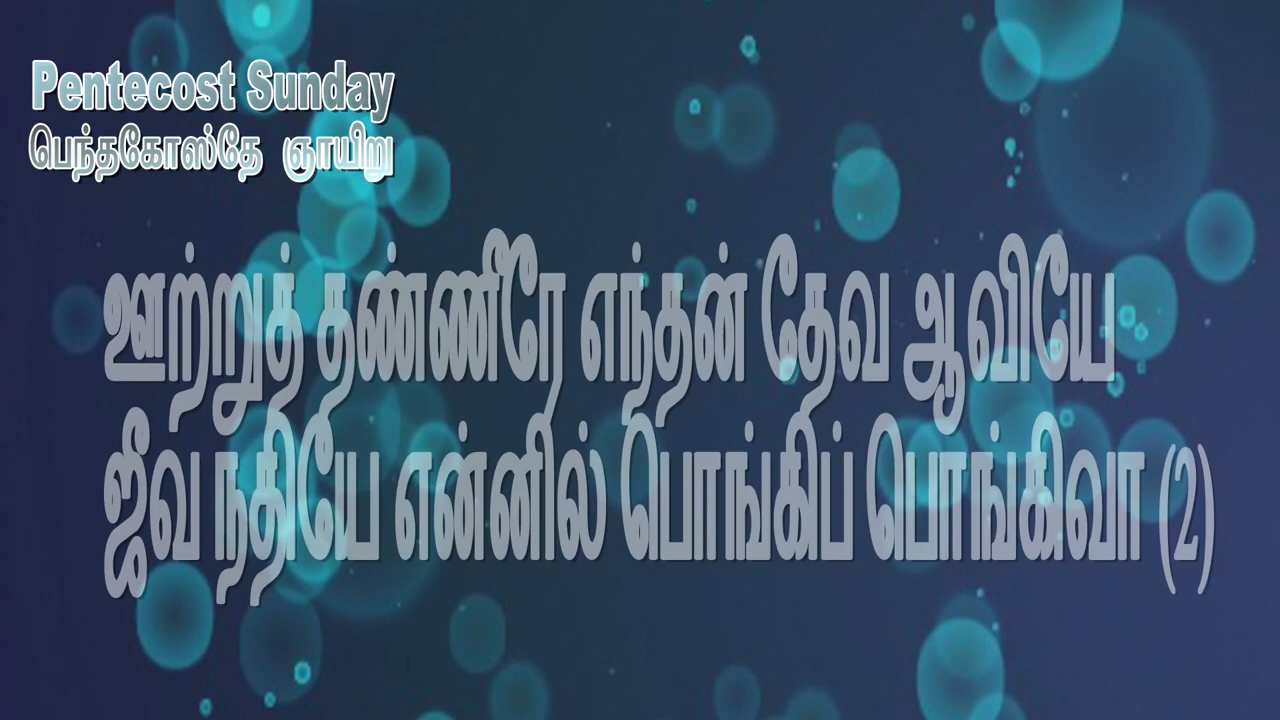 Pentecost Sunday
பெந்தகோஸ்தே ஞாயிறு
ஊற்றுத் தண்ணீரே எந்தன் தேவ ஆவியே
ஜீவ நதியே என்னில் பொங்கிப் பொங்கிவா (2)